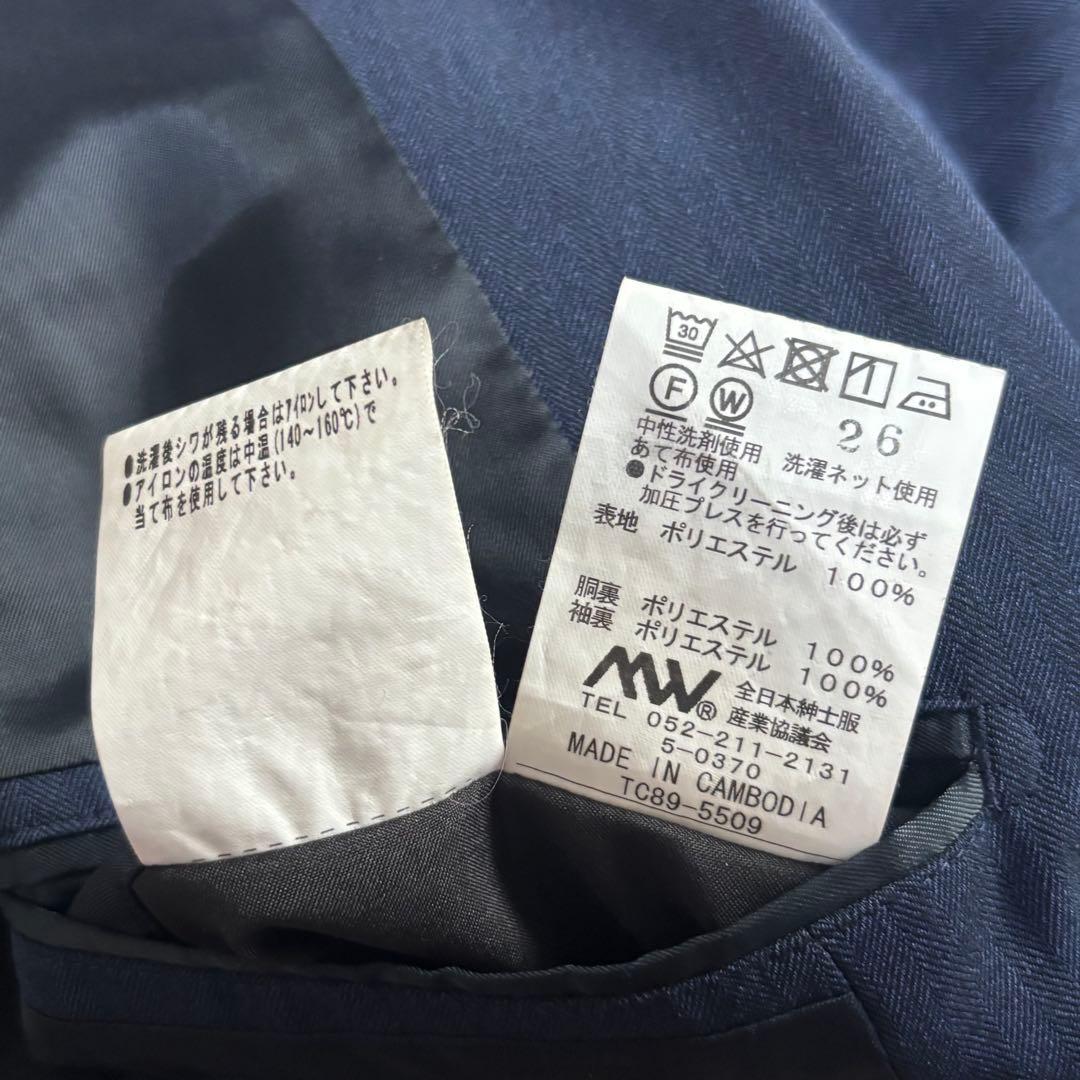 ●洗濯後シワが残る場合はｱｲﾛﾝして下さい。
●アイロンの温度は中温(140～160℃)で
当て布を使用して下さい。
30
F W
26
中性洗剤使用 洗濯ネット使用
あて布使用
●ドライクリーニング後は必ず
加圧プレスを行ってください。
表地 ポリエステル 100%
胴裏 ポリエステル 100%
袖裏 ポリエステル 100%
MW® 全日本紳士服
産業協議会
TEL 052-211-2131
5-0370
MADE IN CAMBODIA
TC89-5509